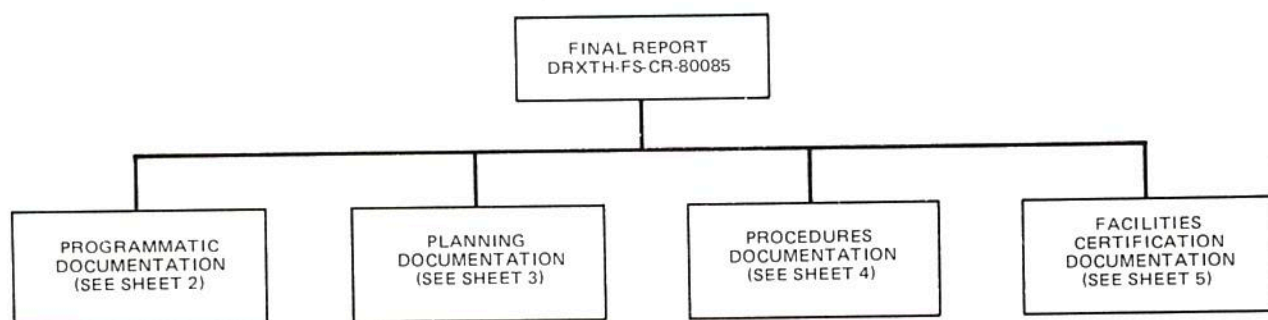 FINAL REPORT
DRXTH-FS-CR-80085
PROGRAMMATIC
DOCUMENTATION
(SEE SHEET 2)
PLANNING
DOCUMENTATION
(SEE SHEET 3)
PROCEDURES
DOCUMENTATION
(SEE SHEET 4)
FACILITIES
CERTIFICATION
DOCUMENTATION
(SEE SHEET 5)